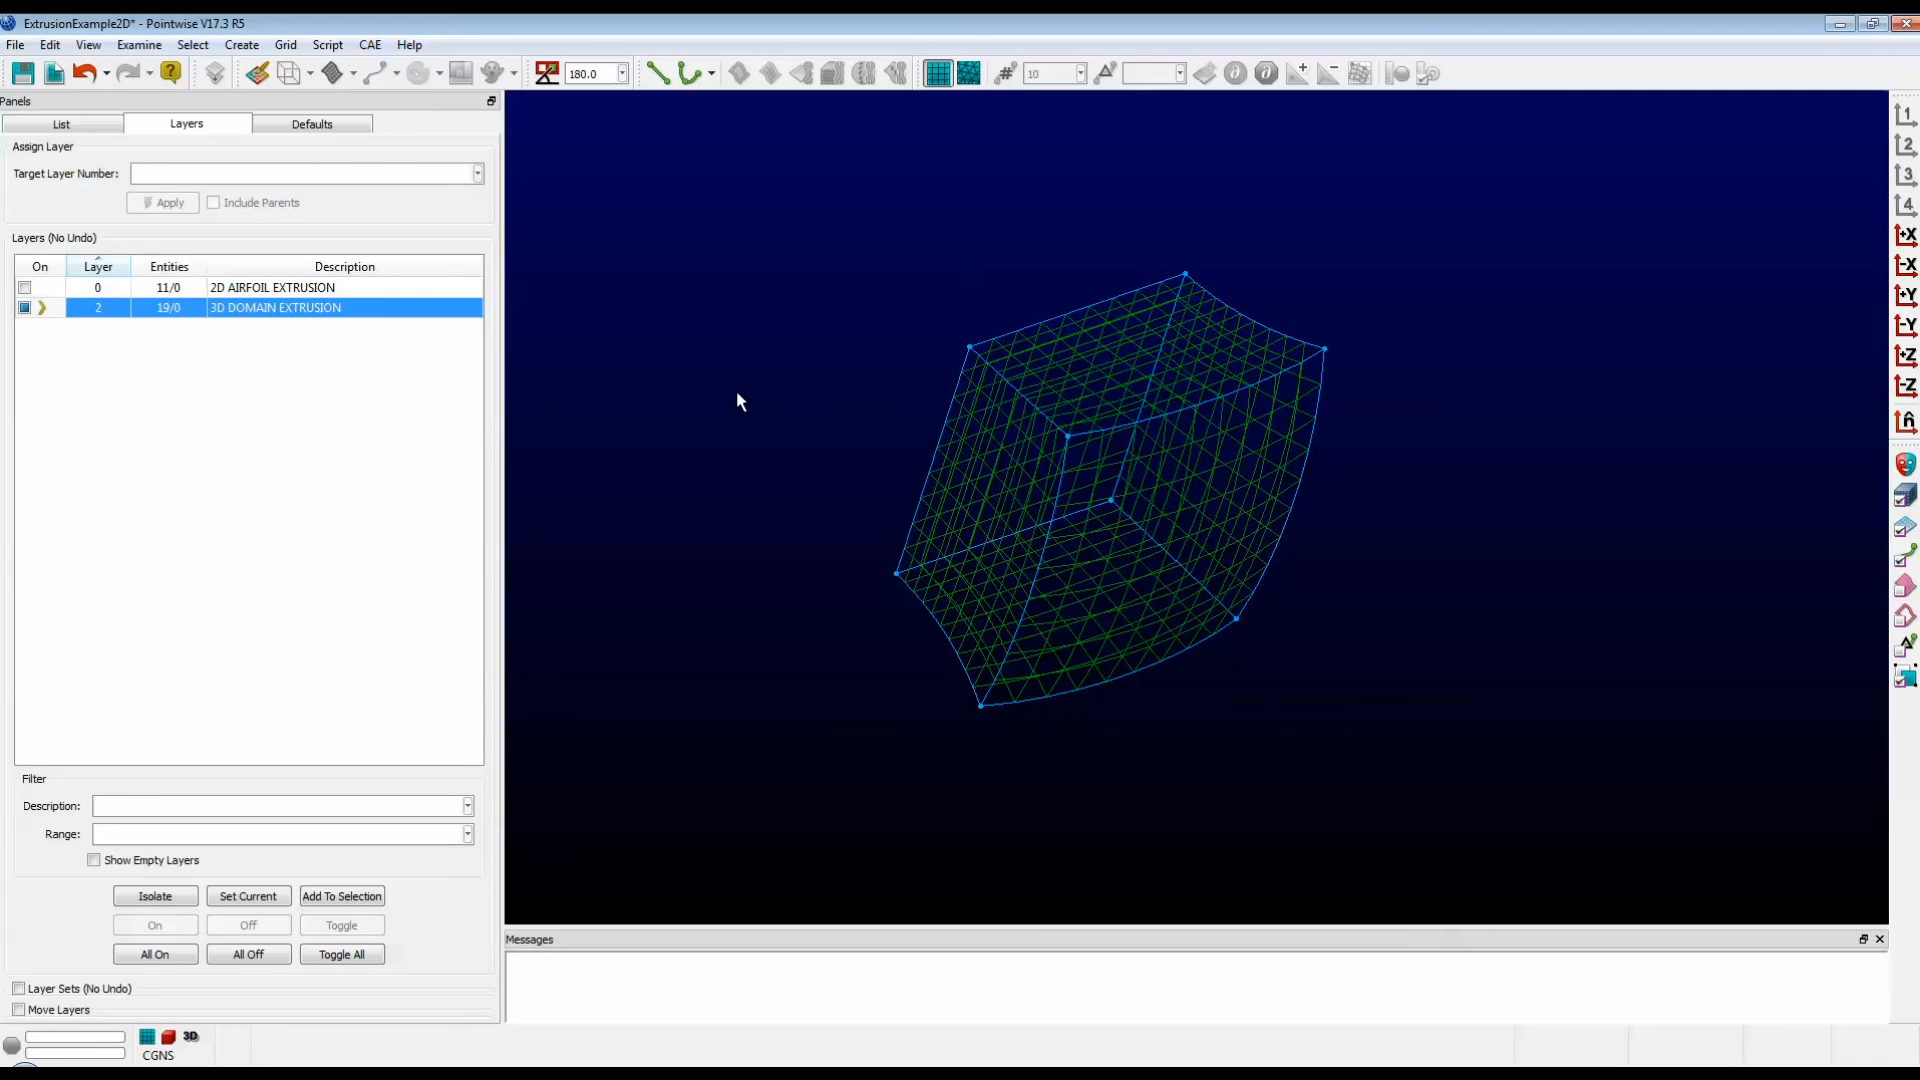 ExtrusionExample2D* - Pointwise V17.3 R5
File Edit View Examine Select Create Grid Script CAE Help
180.0 10
Panels
List Layers Defaults
Assign Layer
Target Layer Number:
Apply Include Parents
Layers (No Undo)
On Layer Entities Description
0 11/0 2D AIRFOIL EXTRUSION
2 19/0 3D DOMAIN EXTRUSION
Filter
Description:
Range:
Show Empty Layers
Isolate Set Current Add To Selection
On Off Toggle
All On All Off Toggle All
Layer Sets (No Undo)
Move Layers
Messages
3D
CGNS
1
2
3
4
+X
-X
+Y
-Y
+Z
-Z
n̂